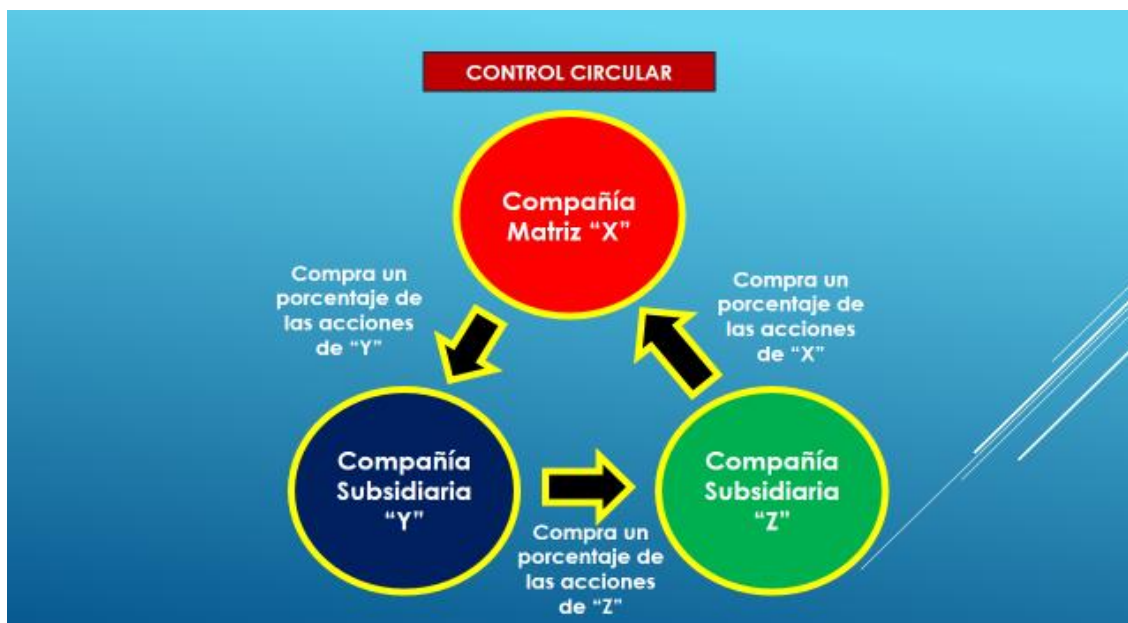 CONTROL CIRCULAR
Compañía
Matriz “X”
Compra un
porcentaje de
las acciones
de “Y”
Compra un
porcentaje de
las acciones
de “X”
Compañía
Subsidiaria
“Y”
Compañía
Subsidiaria
“Z”
Compra un
porcentaje de
las acciones
de “Z”